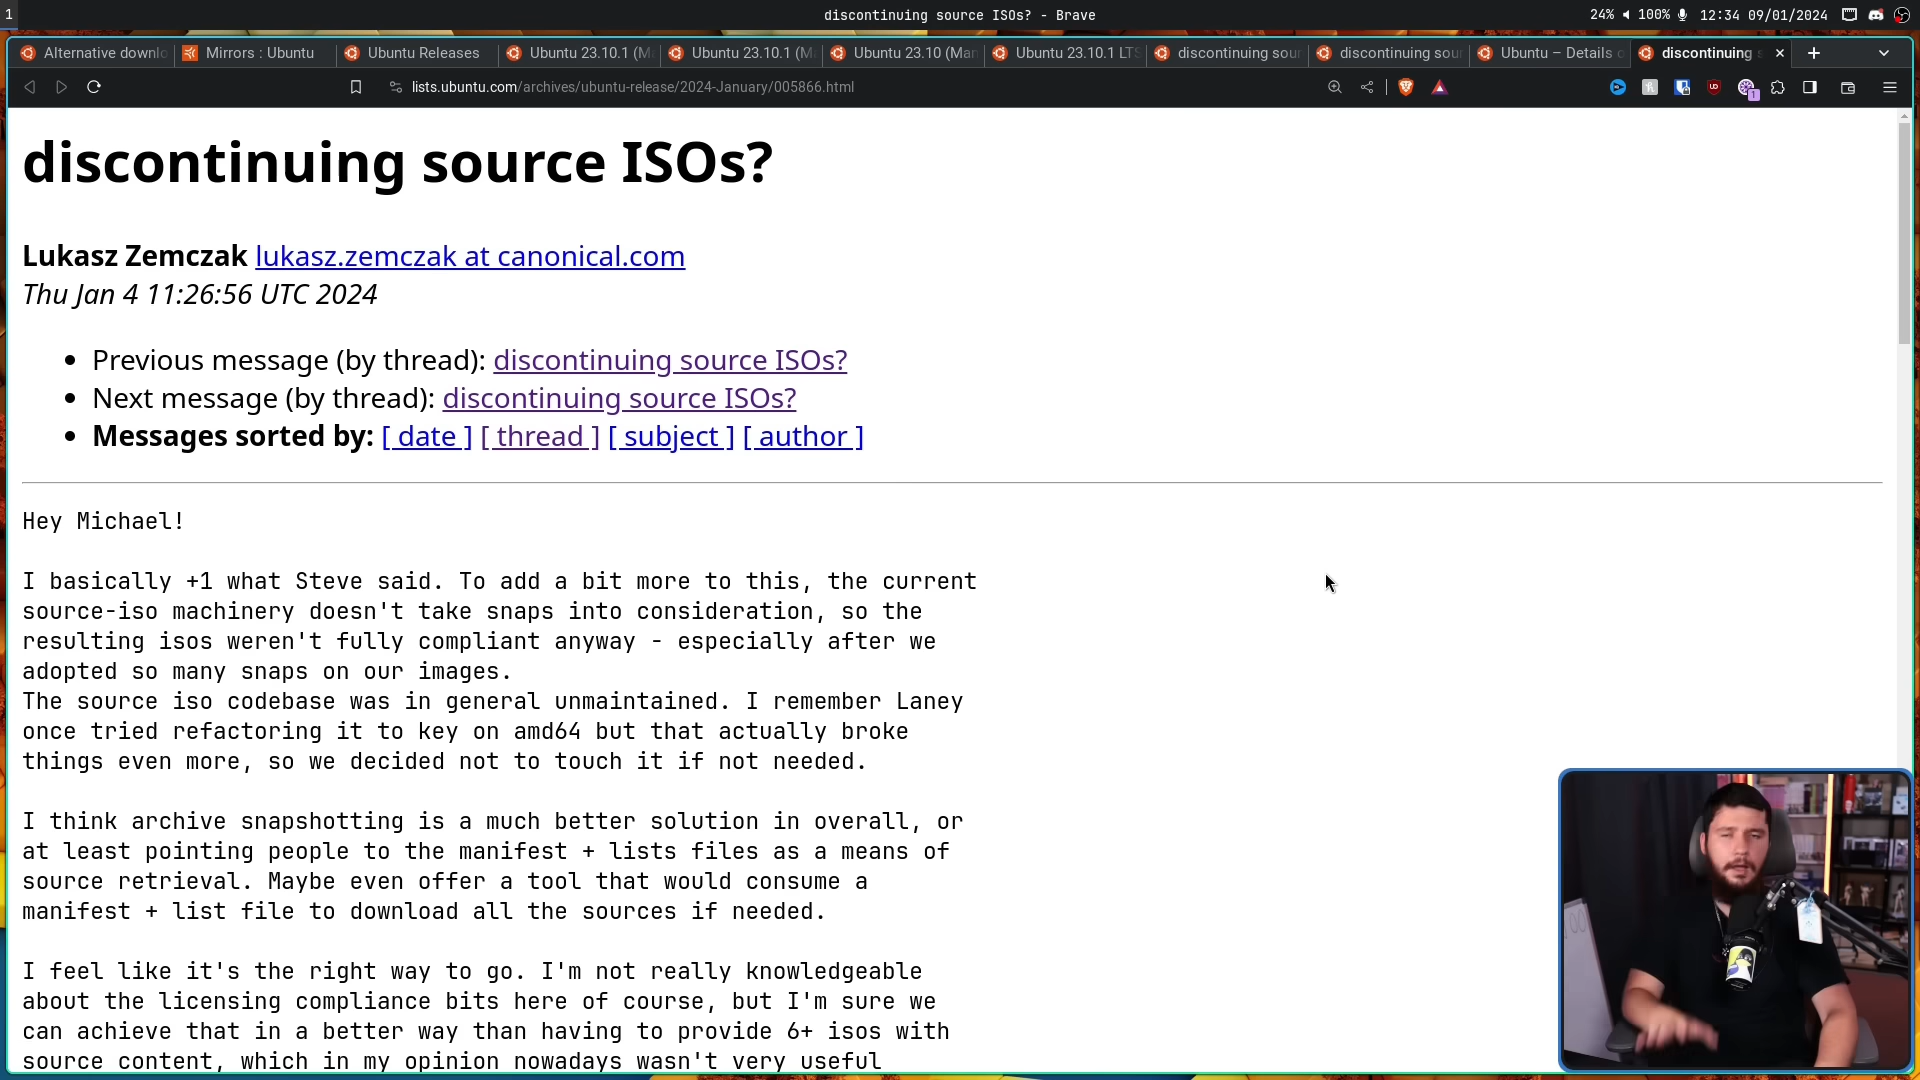 1
discontinuing source ISOs? - Brave
24% 100% 12:34 09/01/2024
Alternative downlo
Mirrors : Ubuntu
Ubuntu Releases
Ubuntu 23.10.1 (M
Ubuntu 23.10.1 (M
Ubuntu 23.10 (Man
Ubuntu 23.10.1 LTS
discontinuing sour
discontinuing sou
Ubuntu – Details o
discontinuing s
lists.ubuntu.com/archives/ubuntu-release/2024-January/005866.html
1
discontinuing source ISOs?
Lukasz Zemczak lukasz.zemczak at canonical.com
Thu Jan 4 11:26:56 UTC 2024
• Previous message (by thread): discontinuing source ISOs?
• Next message (by thread): discontinuing source ISOs?
• Messages sorted by: [ date ] [ thread ] [ subject ] [ author ]
Hey Michael!
I basically +1 what Steve said. To add a bit more to this, the current
source-iso machinery doesn't take snaps into consideration, so the
resulting isos weren't fully compliant anyway - especially after we
adopted so many snaps on our images.
The source iso codebase was in general unmaintained. I remember Laney
once tried refactoring it to key on amd64 but that actually broke
things even more, so we decided not to touch it if not needed.
I think archive snapshotting is a much better solution in overall, or
at least pointing people to the manifest + lists files as a means of
source retrieval. Maybe even offer a tool that would consume a
manifest + list file to download all the sources if needed.
I feel like it's the right way to go. I'm not really knowledgeable
about the licensing compliance bits here of course, but I'm sure we
can achieve that in a better way than having to provide 6+ isos with
source content, which in my opinion nowadays wasn't very useful